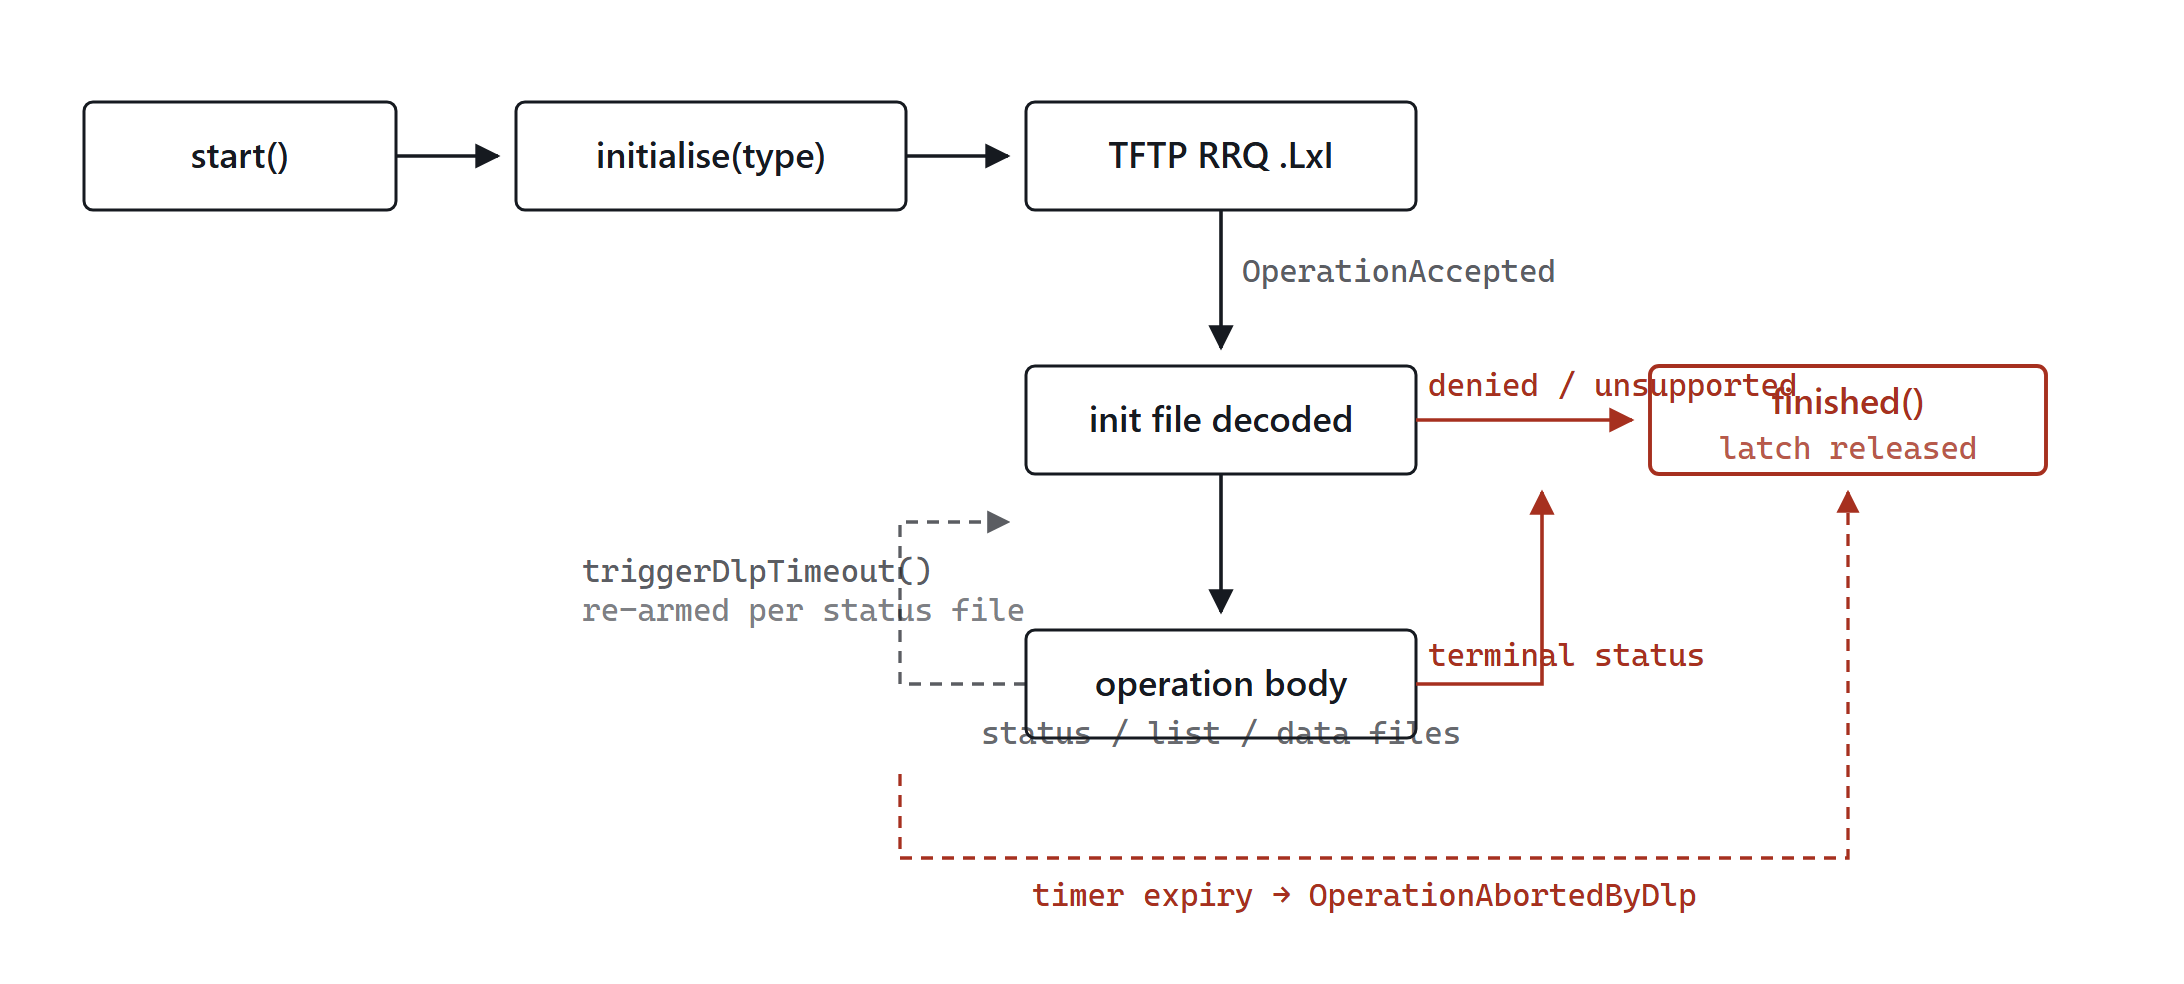 start()
initialise(type)
TFTP RRQ .LxI
OperationAccepted
denied / unsupported
init file decoded
finished()
latch released
triggerDlpTimeout()
re-armed per status file
terminal status
operation body
status / list / data files
timer expiry → OperationAbortedByDlp